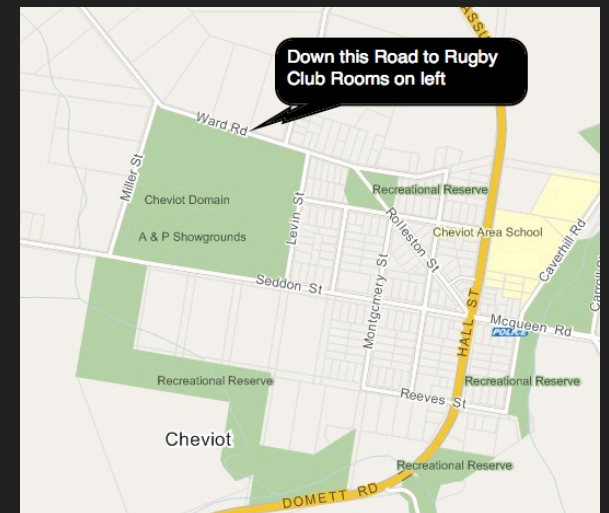 ASSU
Down this Road to Rugby
Club Rooms on left
Ward Rd
Miller St
Cheviot Domain
Recreational Reserve
Levin St
Rolleston St
Cheviot Area School
A & P Showgrounds
Caverhill Rd
Seddon St
Montgomery St
HALL ST
Mcqueen Rd
POLICE
Recreational Reserve
Recreational Reserve
Reeves St
Cheviot
Recreational Reserve
DOMETT RD